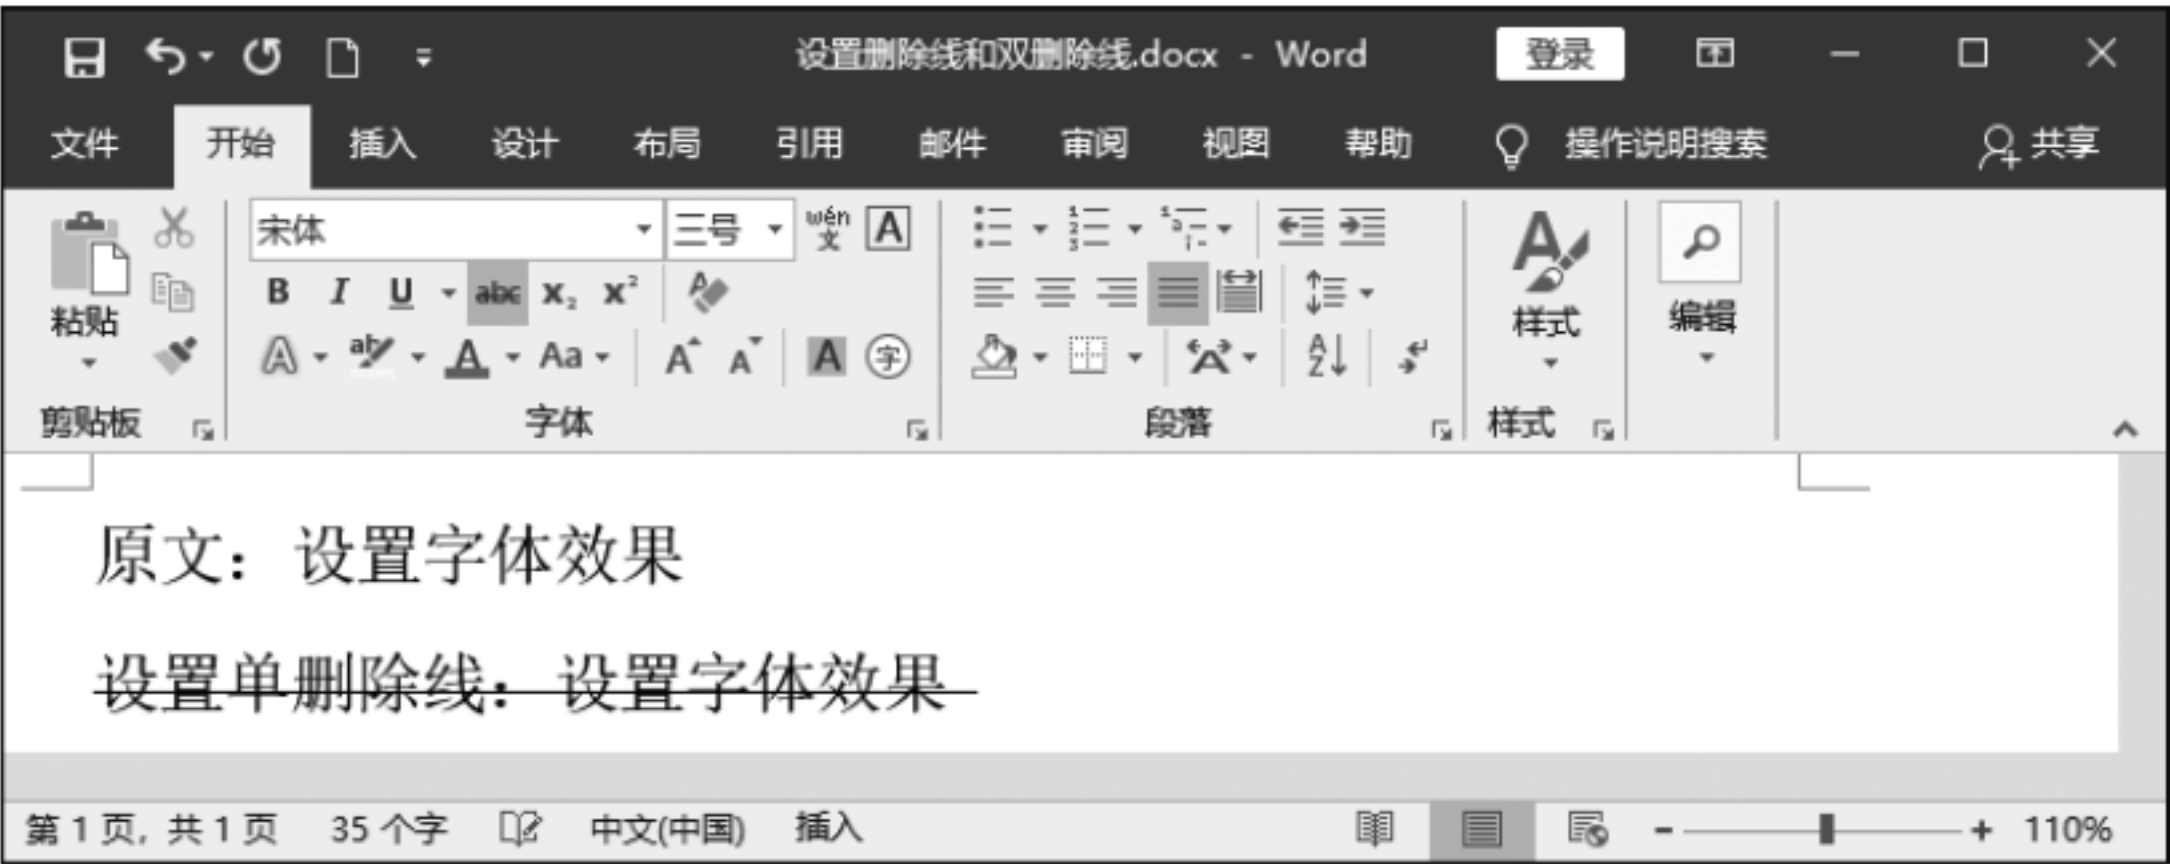 设置删除线和双删除线.docx - Word 登录
文件 开始 插入 设计 布局 引用 邮件 审阅 视图 帮助 操作说明搜索 共享
宋体 三号 wén 文 A
B I U abc x₂ x² A
粘贴 样式 编辑
A ab A Aa A A A 字 A Z
剪贴板 字体 段落 样式
原文：设置字体效果
设置单删除线：设置字体效果
第 1 页，共 1 页 35 个字 中文(中国) 插入 110%